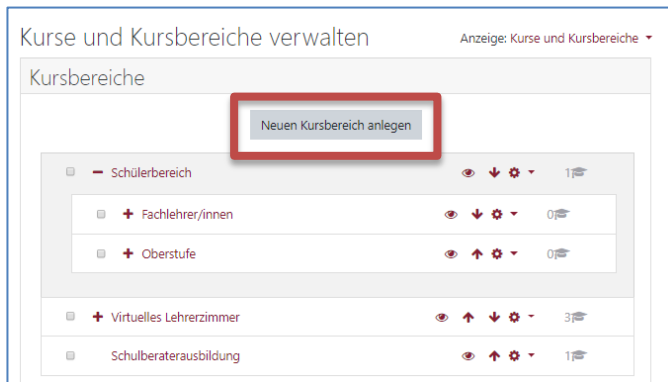 Kurse und Kursbereiche verwalten Anzeige: Kurse und Kursbereiche
Kursbereiche
Neuen Kursbereich anlegen
Schülerbereich 1
Fachlehrer/innen 0
Oberstufe 0
Virtuelles Lehrerzimmer 3
Schulberaterausbildung 1